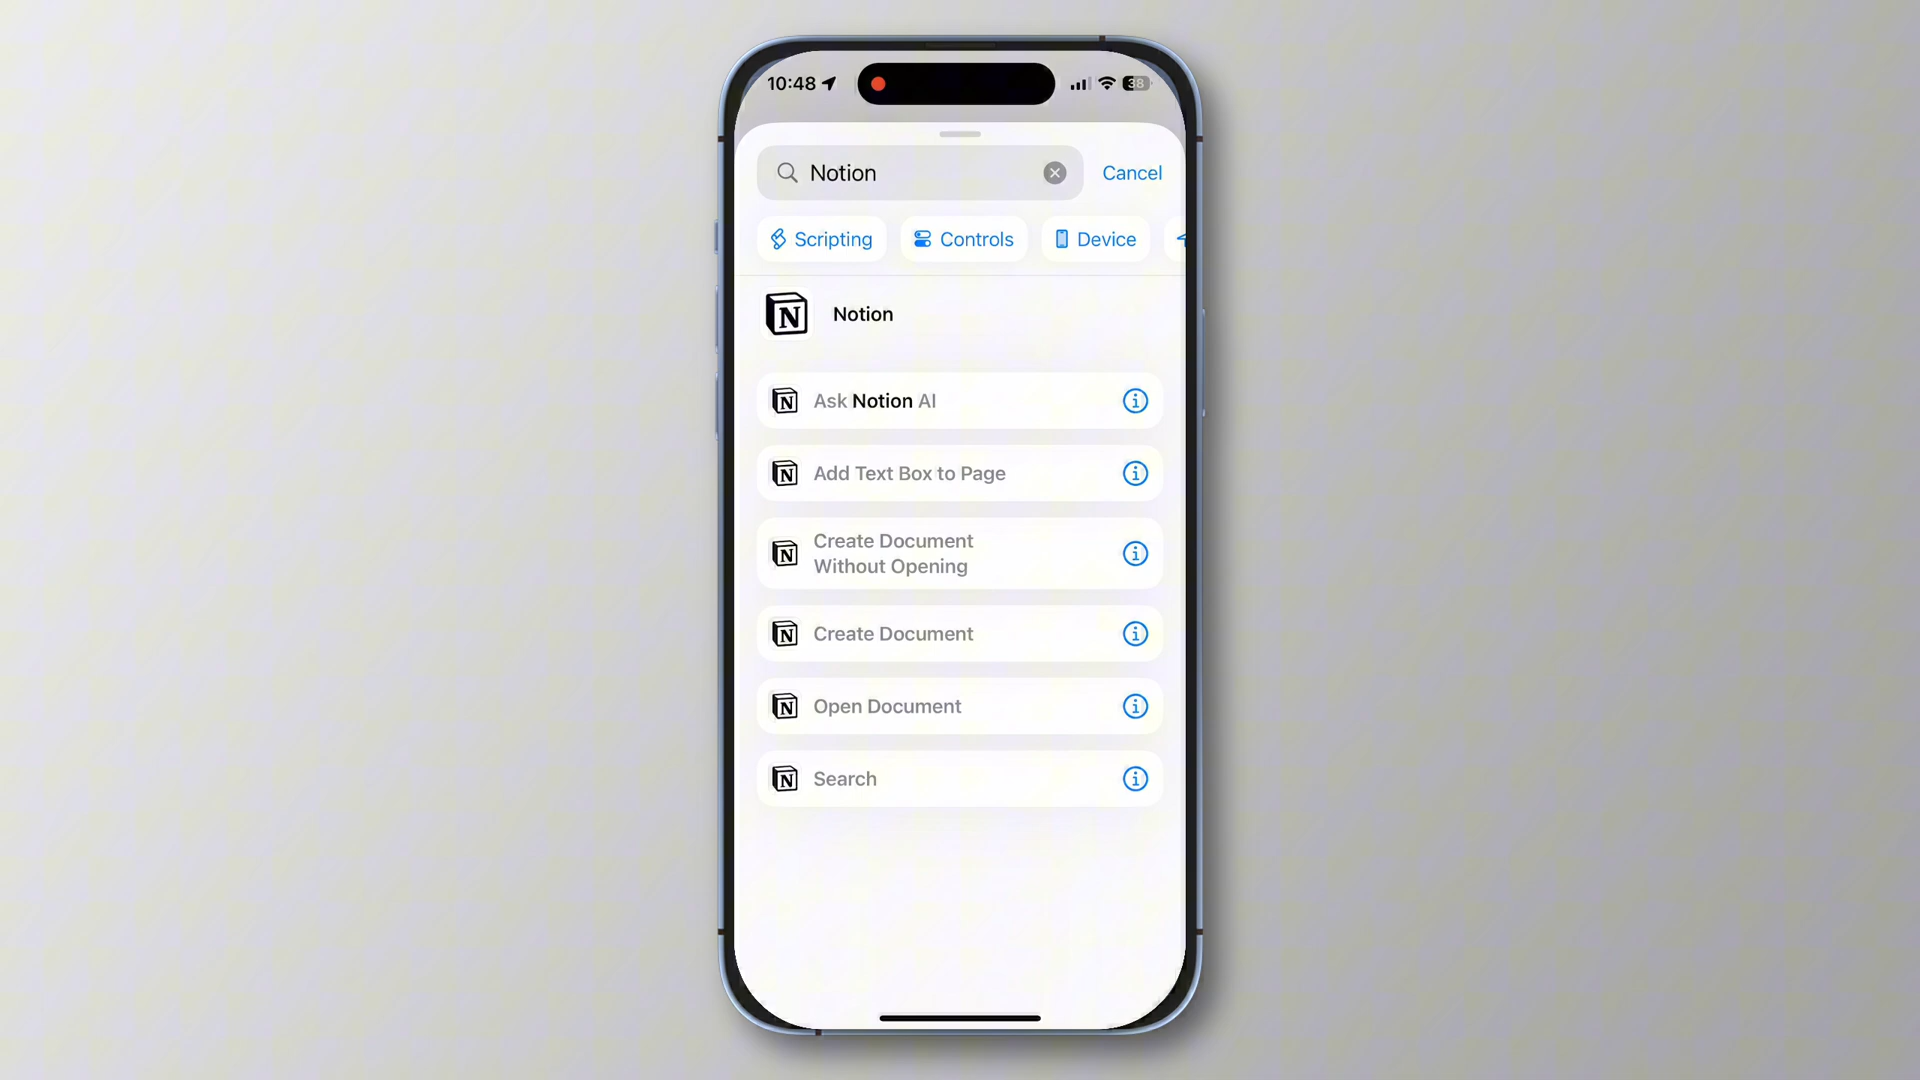 10:48
38
Notion
Cancel
Scripting
Controls
Device
Notion
Ask Notion AI
Add Text Box to Page
Create Document
Without Opening
Create Document
Open Document
Search